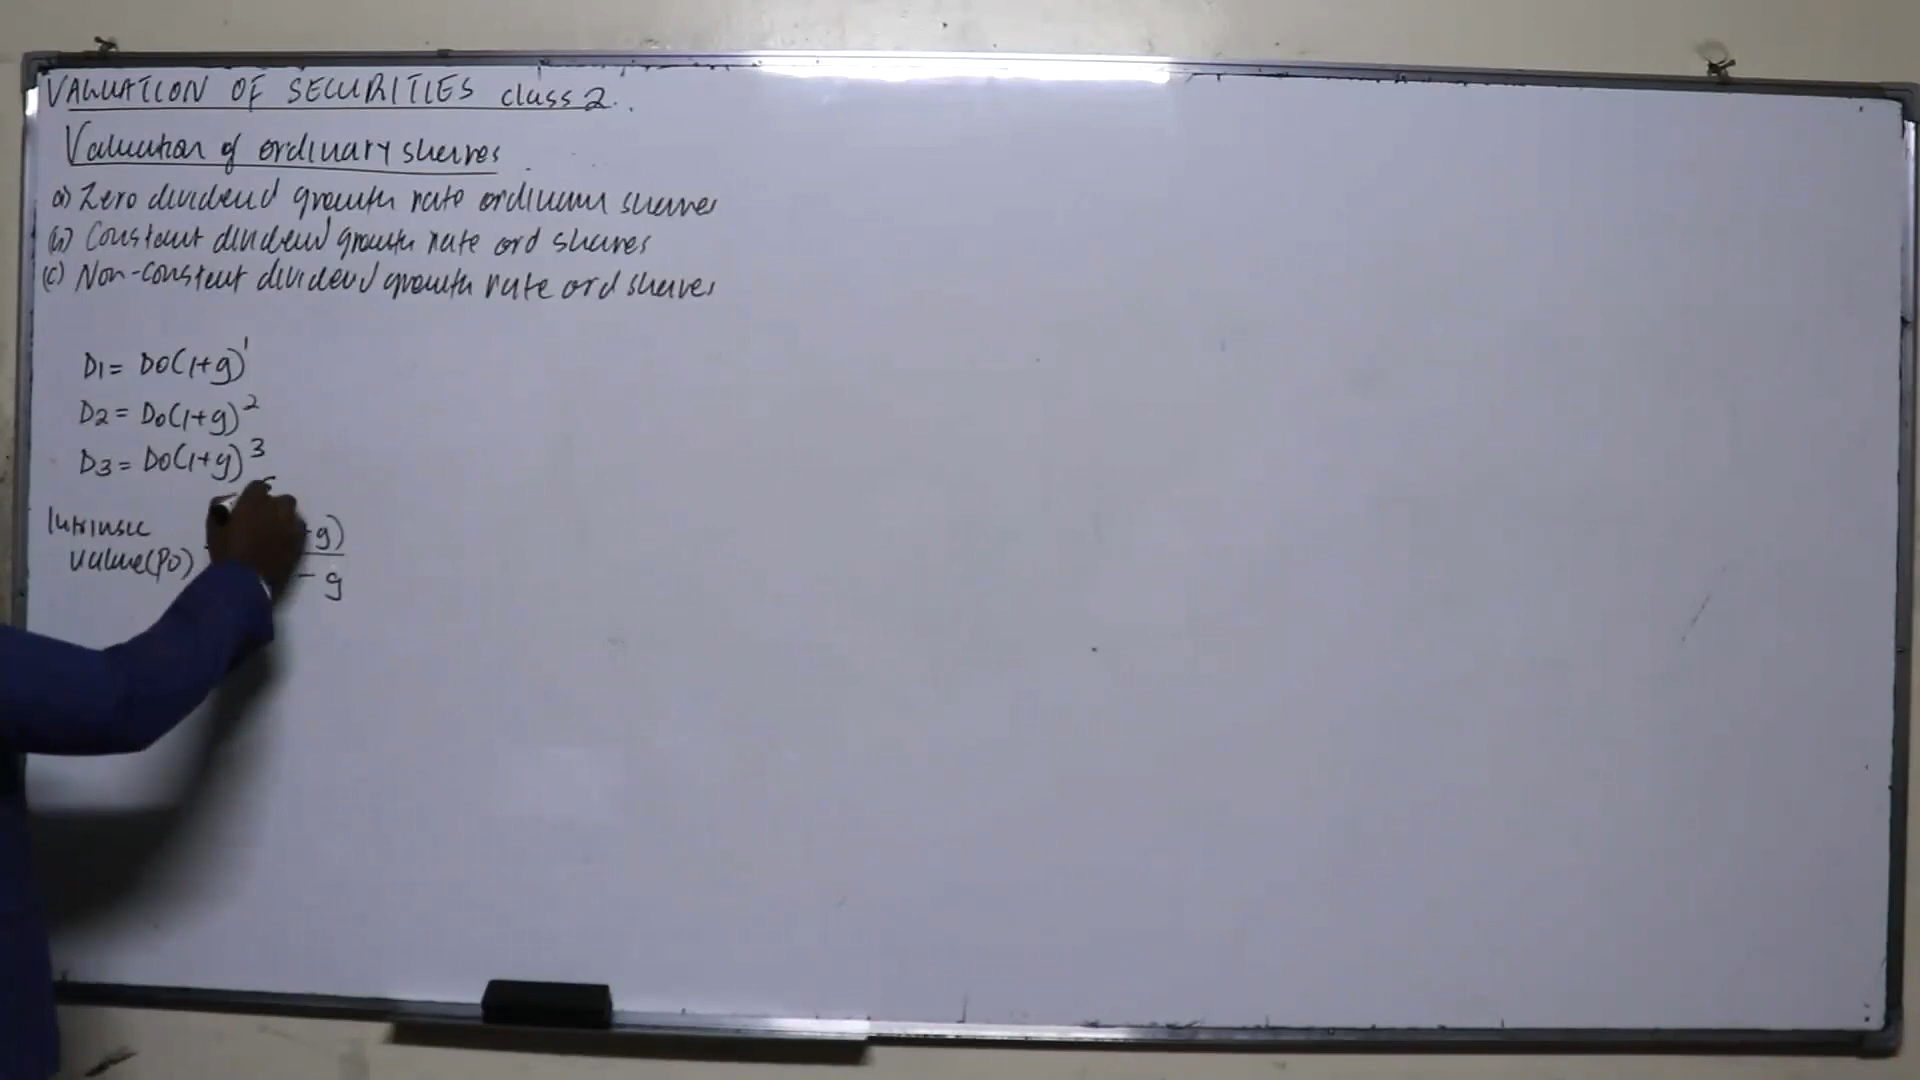 VALUATION OF SECURITIES class 2.
Valuation of ordinary shares
a) Zero dividend growth rate ordinary shares
(b) Constant dividend growth rate ord shares
(c) Non-constant dividend growth rate ord shares
D1 = D0(1+g)¹
D2 = D0(1+g)²
D3 = D0(1+g)³
Intrinsic
Value(P0)
g)
- g